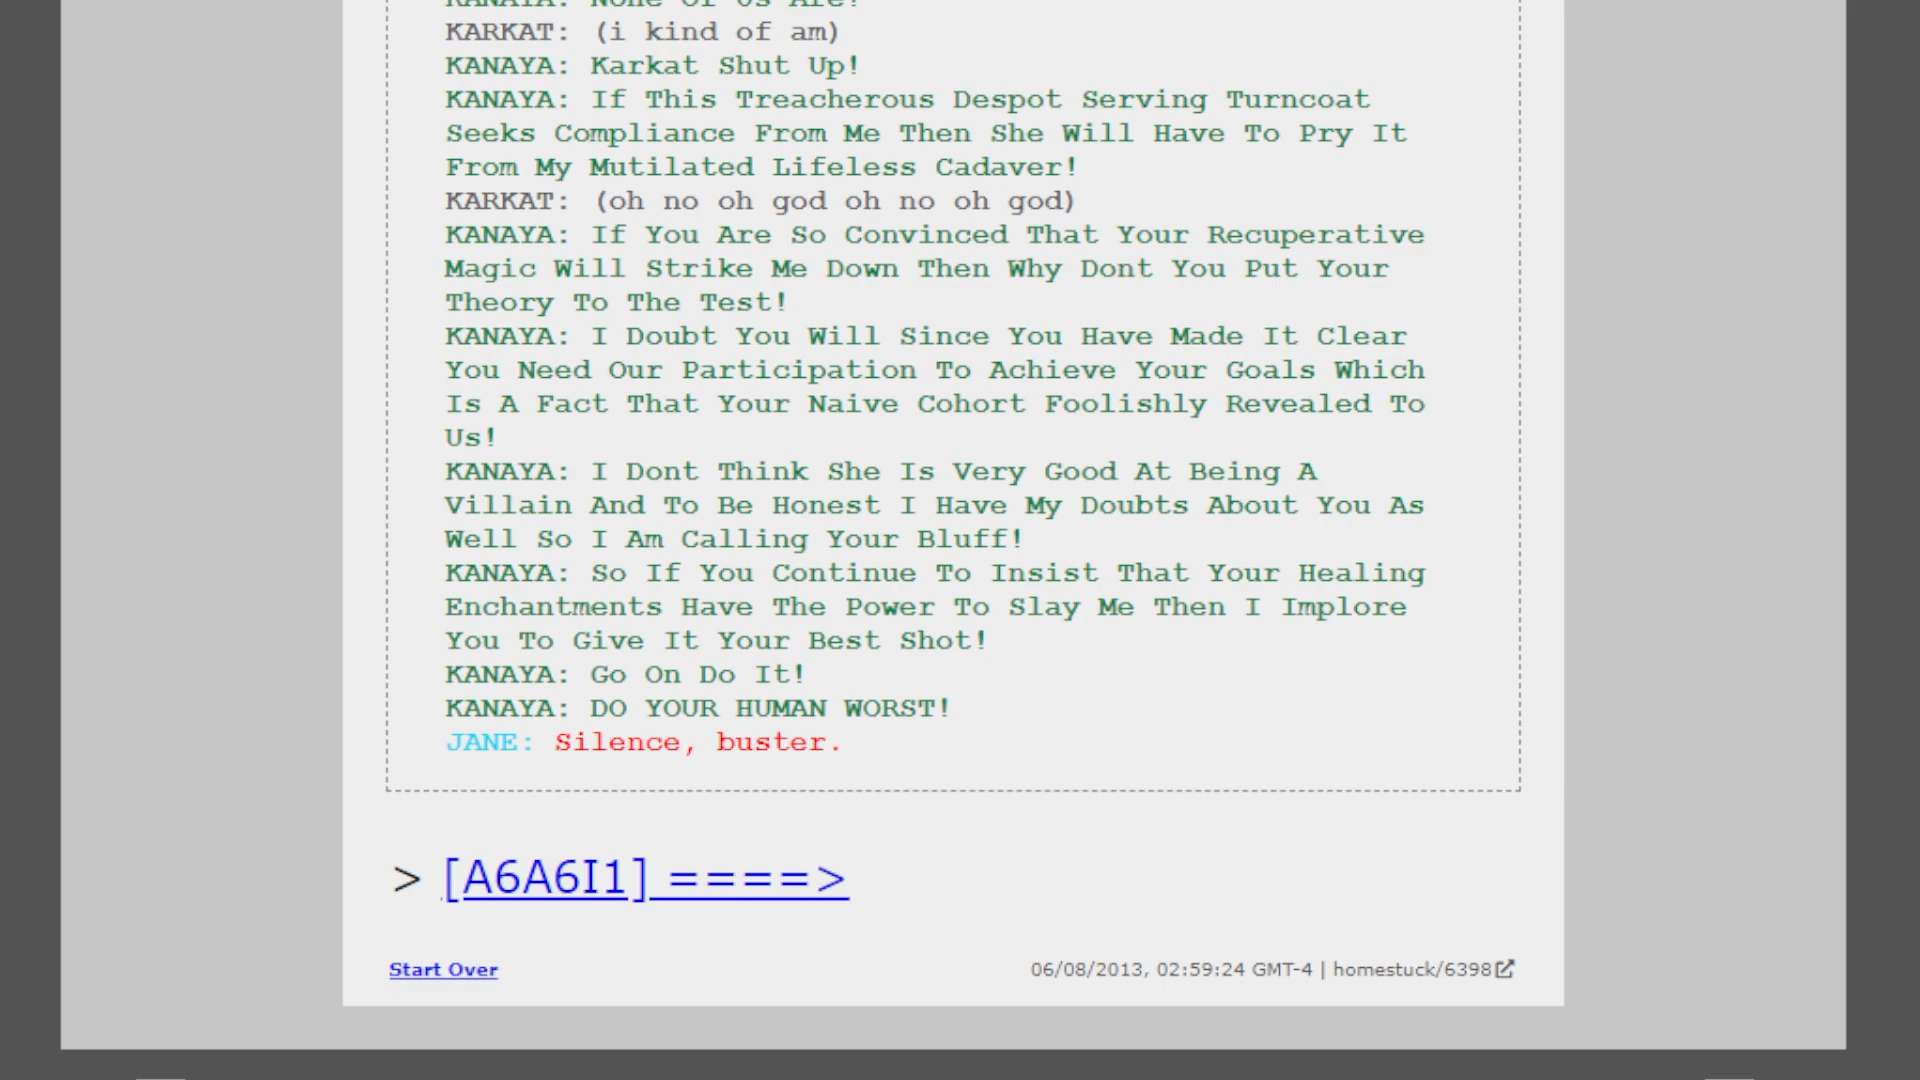 KANAYA: None Of Us Are!
KARKAT: (i kind of am)
KANAYA: Karkat Shut Up!
KANAYA: If This Treacherous Despot Serving Turncoat
Seeks Compliance From Me Then She Will Have To Pry It
From My Mutilated Lifeless Cadaver!
KARKAT: (oh no oh god oh no oh god)
KANAYA: If You Are So Convinced That Your Recuperative
Magic Will Strike Me Down Then Why Dont You Put Your
Theory To The Test!
KANAYA: I Doubt You Will Since You Have Made It Clear
You Need Our Participation To Achieve Your Goals Which
Is A Fact That Your Naive Cohort Foolishly Revealed To
Us!
KANAYA: I Dont Think She Is Very Good At Being A
Villain And To Be Honest I Have My Doubts About You As
Well So I Am Calling Your Bluff!
KANAYA: So If You Continue To Insist That Your Healing
Enchantments Have The Power To Slay Me Then I Implore
You To Give It Your Best Shot!
KANAYA: Go On Do It!
KANAYA: DO YOUR HUMAN WORST!
JANE: Silence, buster.
> [A6A6I1] ====>
Start Over
06/08/2013, 02:59:24 GMT-4 | homestuck/6398